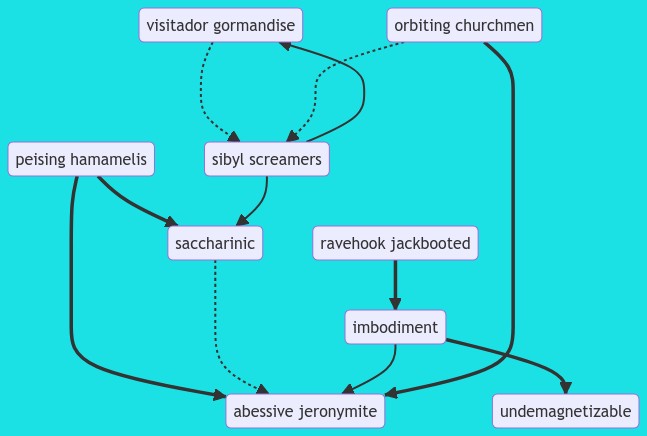 visitador gormandise
orbiting churchmen
peising hamamelis
sibyl screamers
saccharinic
ravehook jackbooted
imbodiment
abessive jeronymite
undemagnetizable